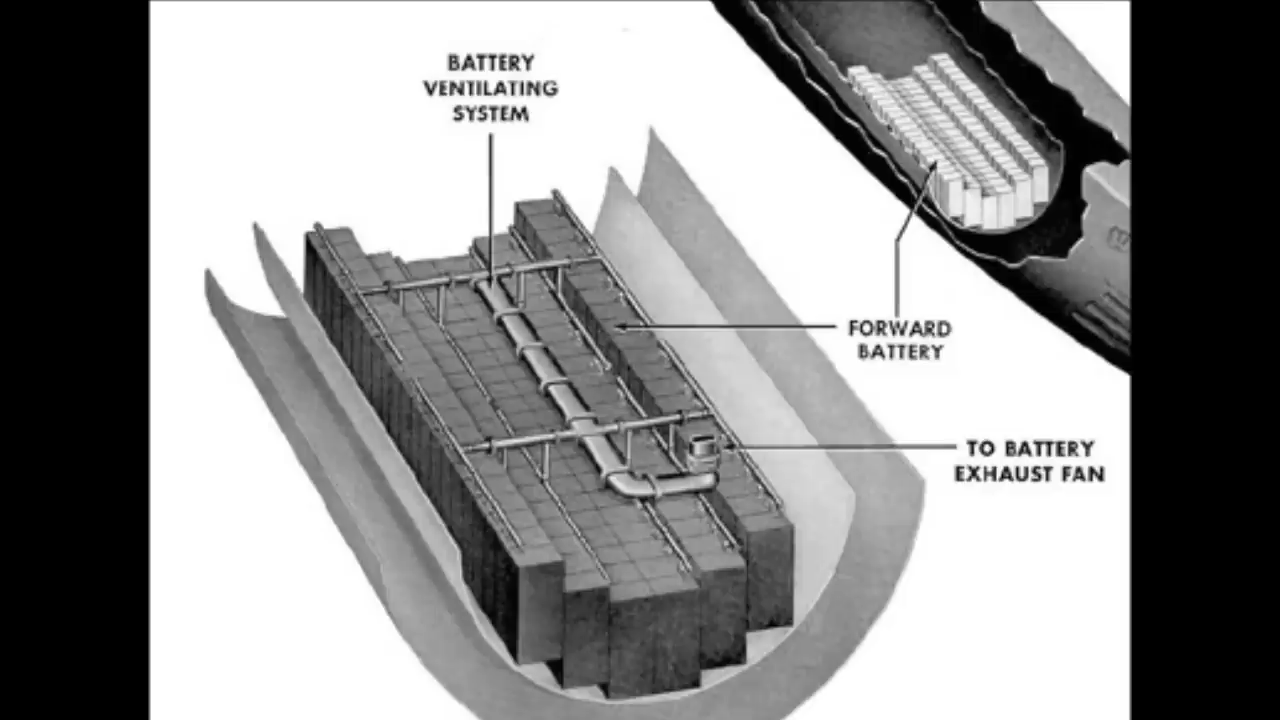 BATTERY
VENTILATING
SYSTEM
FORWARD
BATTERY
TO BATTERY
EXHAUST FAN